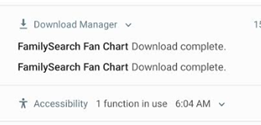 Download Manager 15
FamilySearch Fan Chart Download complete.
FamilySearch Fan Chart Download complete.
Accessibility 1 function in use 6:04 AM